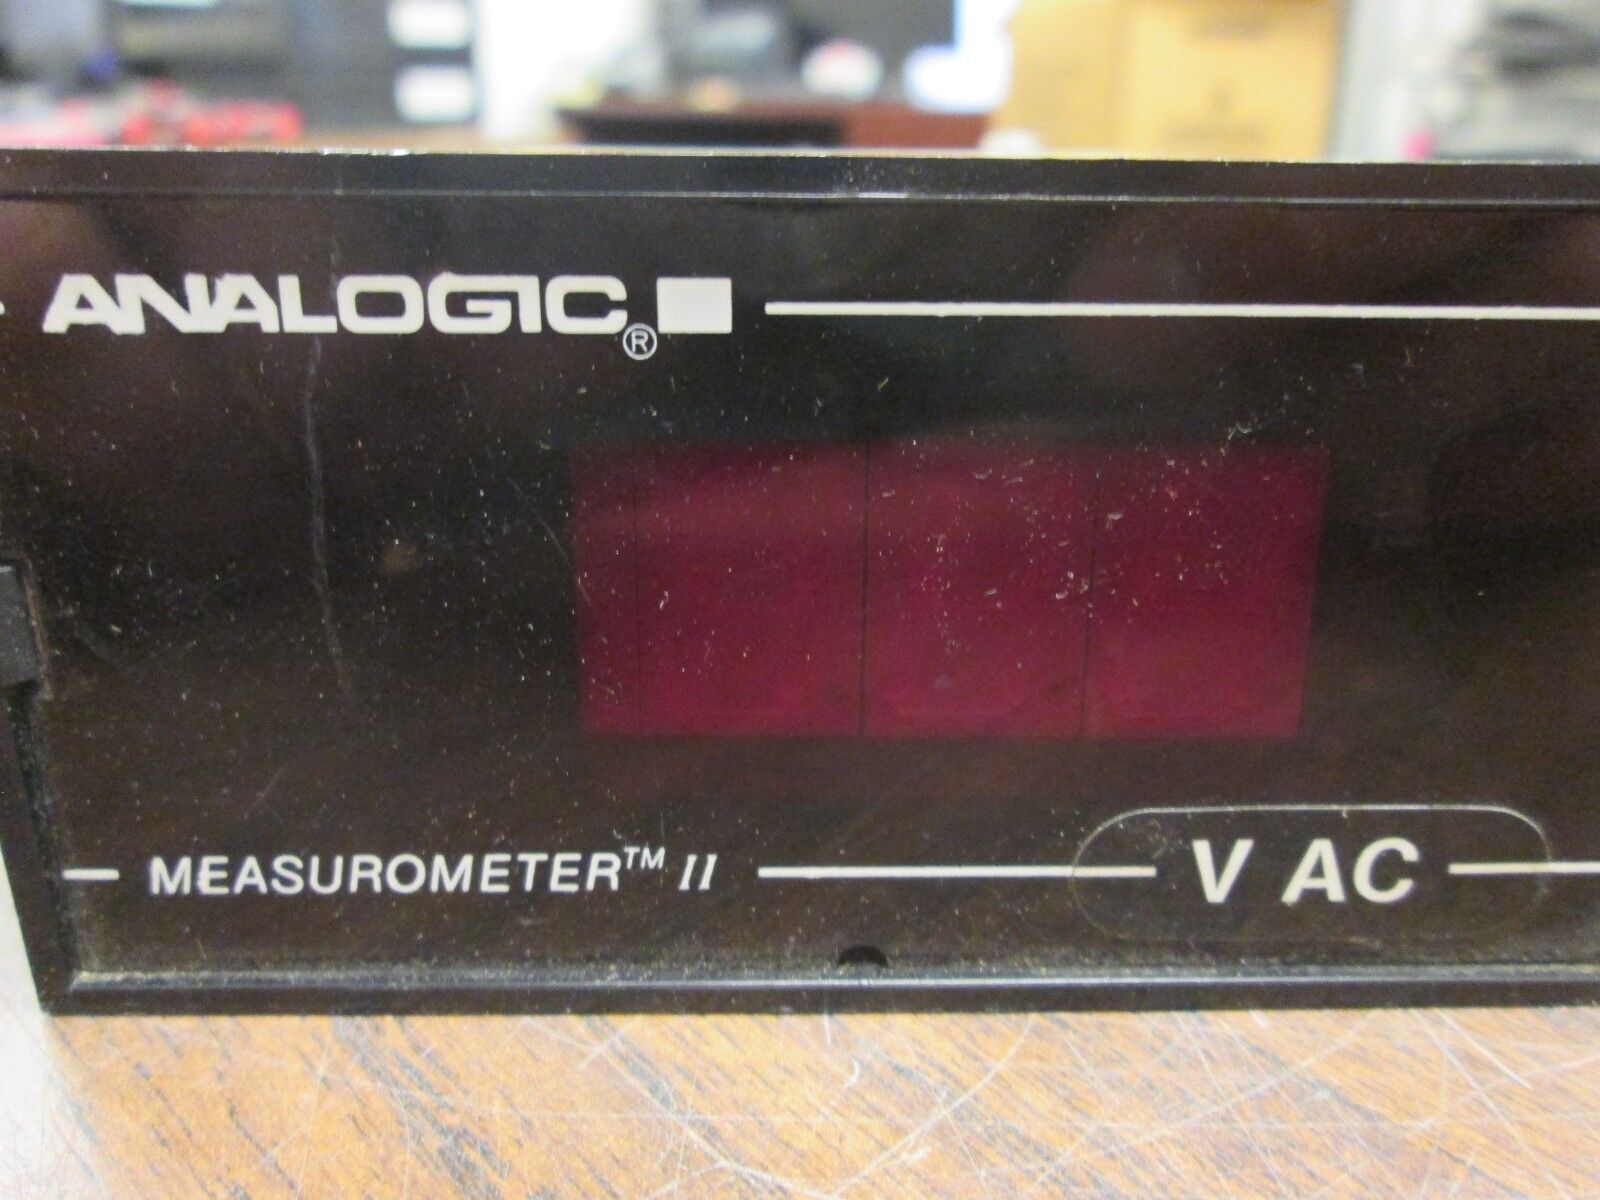 ANALOGIC®
MEASUROMETER™ II
V AC